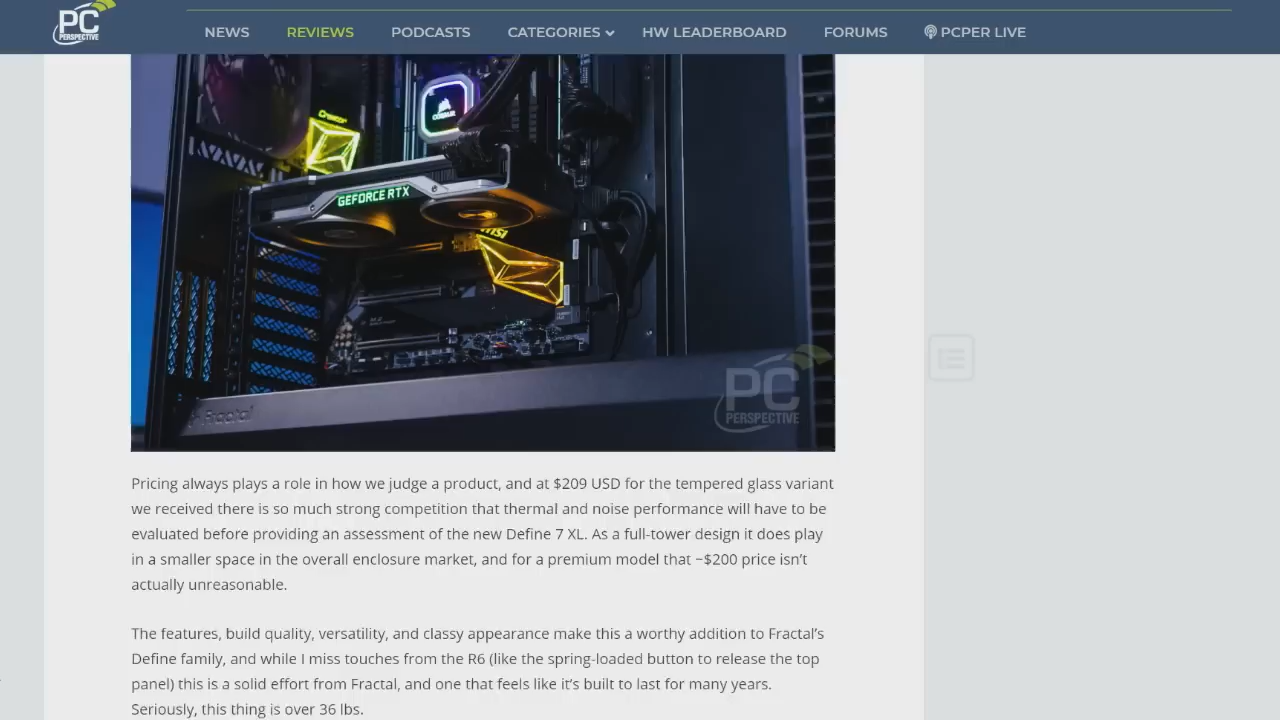 PC
PERSPECTIVE
NEWS
REVIEWS
PODCASTS
CATEGORIES
HW LEADERBOARD
FORUMS
PCPER LIVE
CORSAIR
GEFORCE RTX
msi
Fractal
PC
PERSPECTIVE
Pricing always plays a role in how we judge a product, and at $209 USD for the tempered glass variant
we received there is so much strong competition that thermal and noise performance will have to be
evaluated before providing an assessment of the new Define 7 XL. As a full-tower design it does play
in a smaller space in the overall enclosure market, and for a premium model that ~$200 price isn't
actually unreasonable.
The features, build quality, versatility, and classy appearance make this a worthy addition to Fractal's
Define family, and while I miss touches from the R6 (like the spring-loaded button to release the top
panel) this is a solid effort from Fractal, and one that feels like it's built to last for many years.
Seriously, this thing is over 36 lbs.